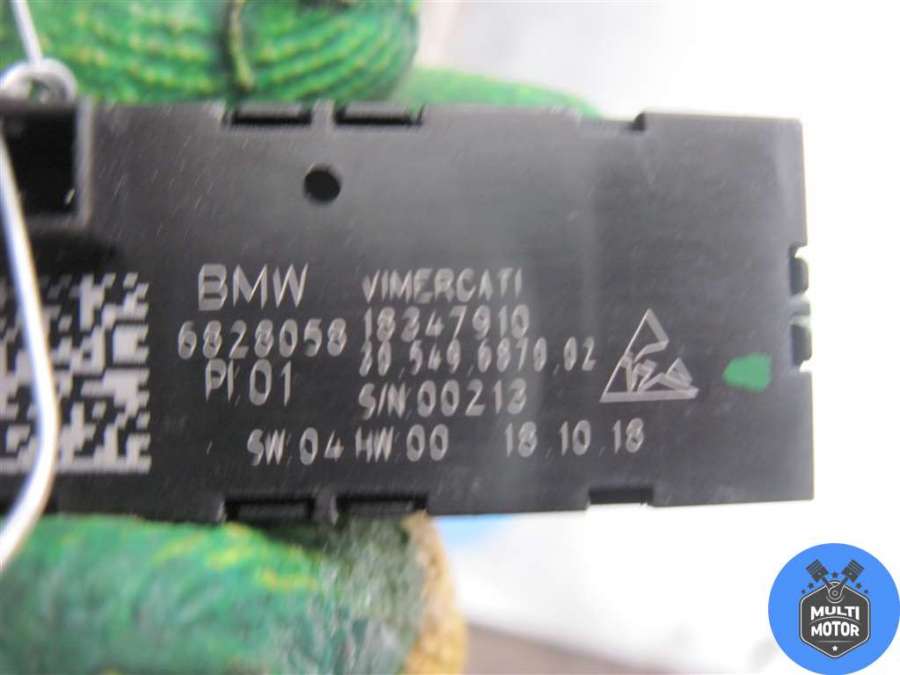 BMW VIMERCATI
6828058 18347910
PI.01 20.549.6870.02
S/N.00213
SW.04 HW.00 18.10.18
MULTI
MOTOR